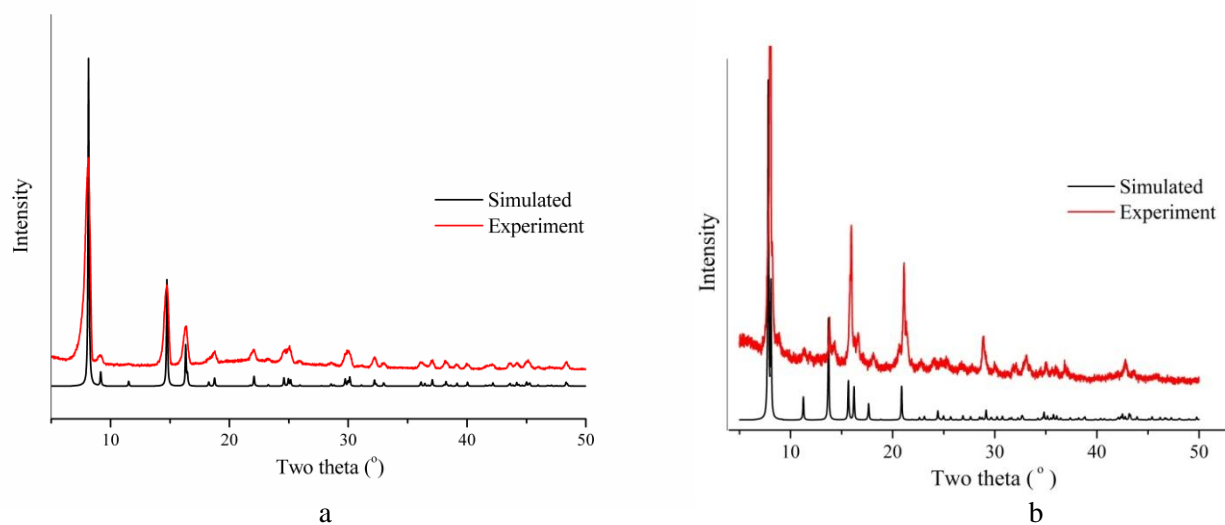 Intensity
Simulated
Experiment
10
20
30
40
50
Two theta (°)
a
Intensity
Simulated
Experiment
10
20
30
40
50
Two theta ( ° )
b